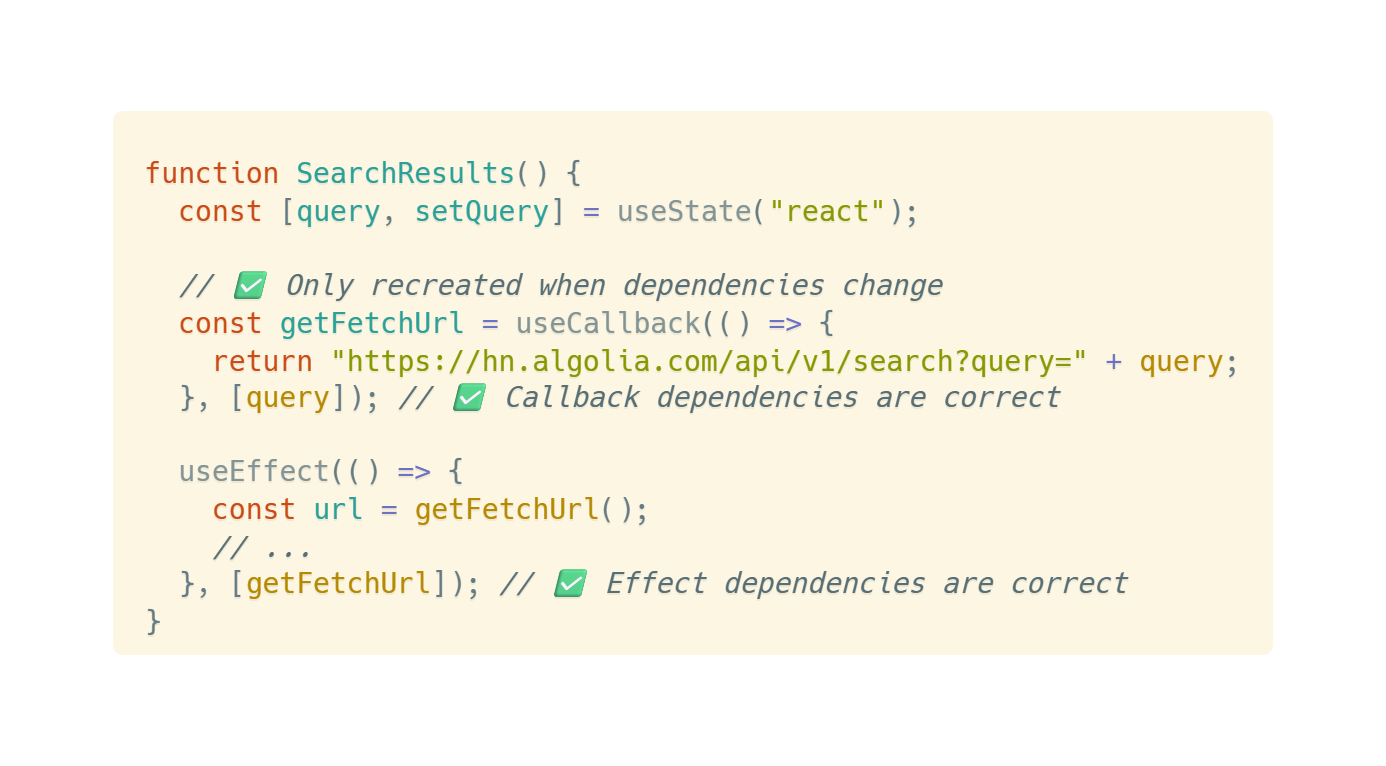 function SearchResults() {
  const [query, setQuery] = useState("react");

  // ✅ Only recreated when dependencies change
  const getFetchUrl = useCallback(() => {
    return "https://hn.algolia.com/api/v1/search?query=" + query;
  }, [query]); // ✅ Callback dependencies are correct

  useEffect(() => {
    const url = getFetchUrl();
    // ...
  }, [getFetchUrl]); // ✅ Effect dependencies are correct
}